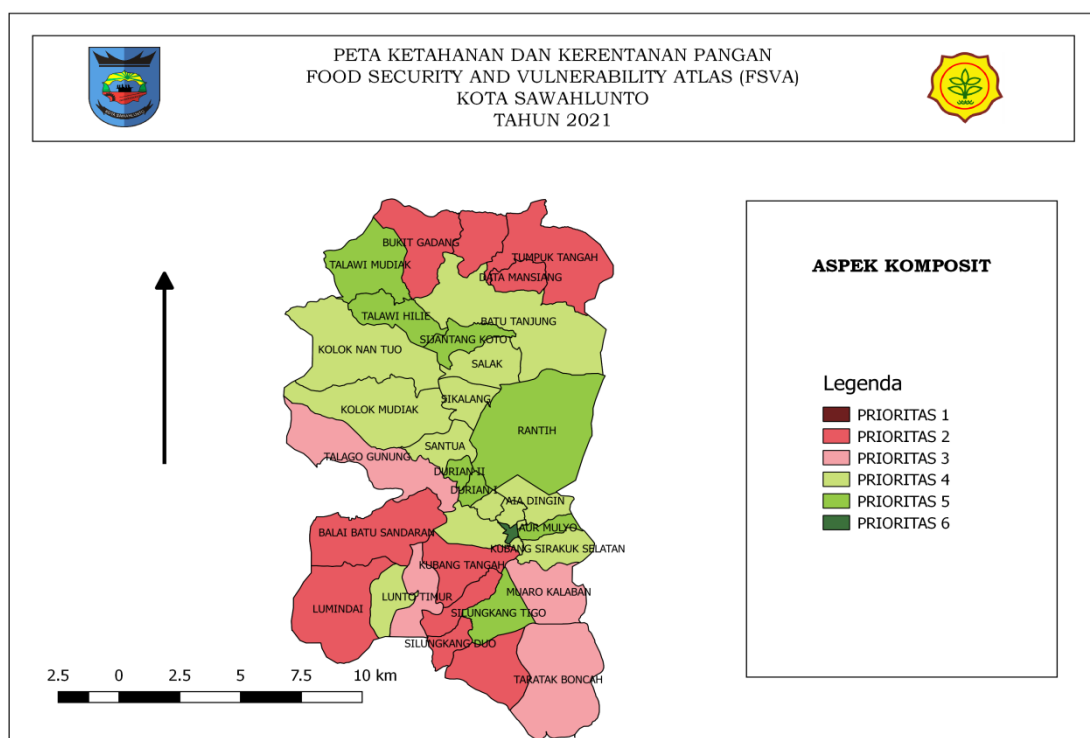 PETA KETAHANAN DAN KERENTANAN PANGAN
FOOD SECURITY AND VULNERABILITY ATLAS (FSVA)
KOTA SAWAHLUNTO
TAHUN 2021
BUKIT GADANG
TUMPUK TANGAH
TALAWI MUDIAK
DATA MANSIANG
TALAWI HILIE
BATU TANJUNG
SIJANTANG KOTO
KOLOK NAN TUO
SALAK
SIKALANG
KOLOK MUDIAK
RANTIH
SANTUA
TALAGO GUNUNG
DURIAN II
DURIAN I
AIA DINGIN
BALAI BATU SANDARAN
AUR MULYO
KUBANG SIRAKUK SELATAN
KUBANG TANGAH
MUARO KALABAN
LUNTO TIMUR
LUMINDAI
SILUNGKANG TIGO
SILUNGKANG DUO
TARATAK BONCAH
2.5 0 2.5 5 7.5 10 km
ASPEK KOMPOSIT
Legenda
PRIORITAS 1
PRIORITAS 2
PRIORITAS 3
PRIORITAS 4
PRIORITAS 5
PRIORITAS 6